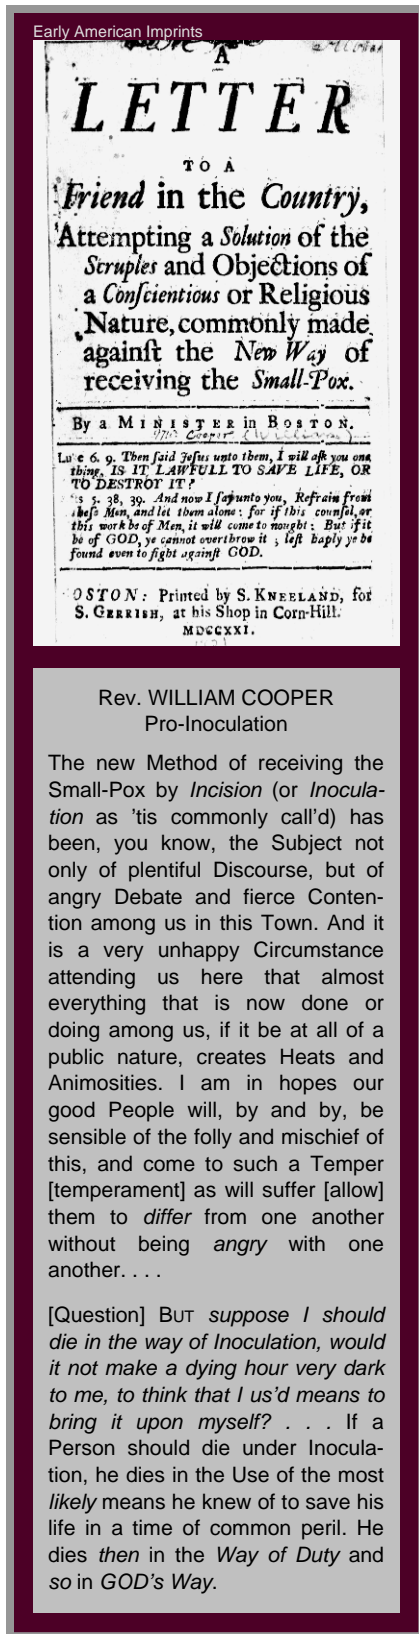 Early American Imprints
A
LETTER
TO A
Friend in the Country,
Attempting a Solution of the
Scruples and Objections of
a Conſcientious or Religious
Nature, commonly made
againſt the New Way of
receiving the Small-Pox.
By a MINISTER in BOSTON.
Mr Cooper (William)
Lu e 6. 9. Then ſaid Jeſus unto them, I will aſk you one
thing, IS IT LAWFULL TO SAVE LIFE, OR
TO DESTROY IT?
s 5. 38, 39. And now I ſay unto you, Refrain from
theſe Men, and let them alone: for if this counſel, or
this work be of Men, it will come to nought: But if it
be of GOD, ye cannot overthrow it; leſt haply ye be
found even to fight againſt GOD.
OSTON: Printed by S. KNEELAND, for
S. GERRISH, at his Shop in Corn-Hill.
MDCCXXI.
1721
Rev. WILLIAM COOPER
Pro-Inoculation
The new Method of receiving the
Small-Pox by Incision (or Inocula-
tion as ’tis commonly call’d) has
been, you know, the Subject not
only of plentiful Discourse, but of
angry Debate and fierce Conten-
tion among us in this Town. And it
is a very unhappy Circumstance
attending us here that almost
everything that is now done or
doing among us, if it be at all of a
public nature, creates Heats and
Animosities. I am in hopes our
good People will, by and by, be
sensible of the folly and mischief of
this, and come to such a Temper
[temperament] as will suffer [allow]
them to differ from one another
without being angry with one
another. . . .
[Question] BUT suppose I should
die in the way of Inoculation, would
it not make a dying hour very dark
to me, to think that I us’d means to
bring it upon myself? . . . If a
Person should die under Inocula-
tion, he dies in the Use of the most
likely means he knew of to save his
life in a time of common peril. He
dies then in the Way of Duty and
so in GOD’s Way.